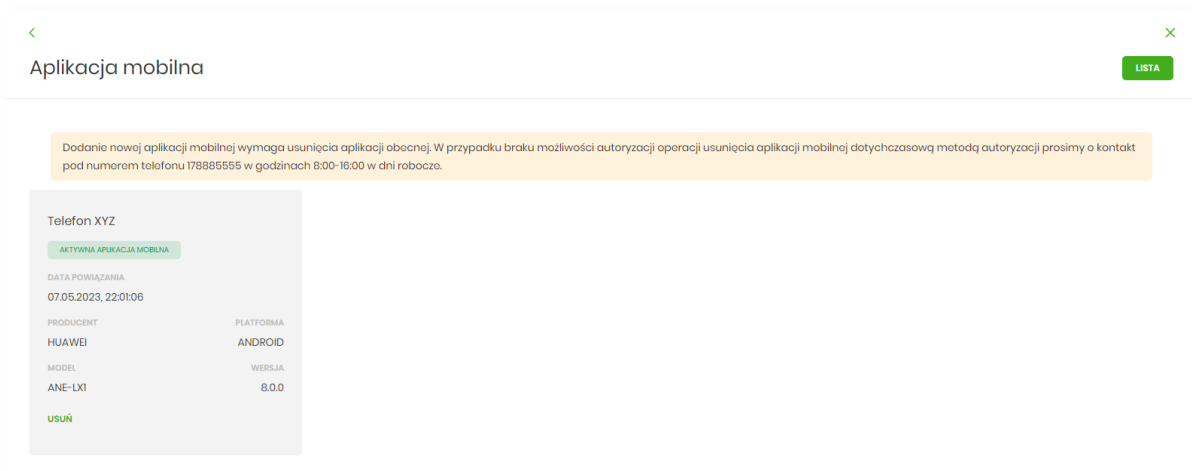 Aplikacja mobilna
LISTA
Dodanie nowej aplikacji mobilnej wymaga usunięcia aplikacji obecnej. W przypadku braku możliwości autoryzacji operacji usunięcia aplikacji mobilnej dotychczasową metodą autoryzacji prosimy o kontakt
pod numerem telefonu 178885555 w godzinach 8:00-16:00 w dni robocze.
Telefon XYZ
AKTYWNA APLIKACJA MOBILNA
DATA POWIĄZANIA
07.05.2023, 22:01:06
PRODUCENT PLATFORMA
HUAWEI ANDROID
MODEL WERSJA
ANE-LX1 8.0.0
USUŃ